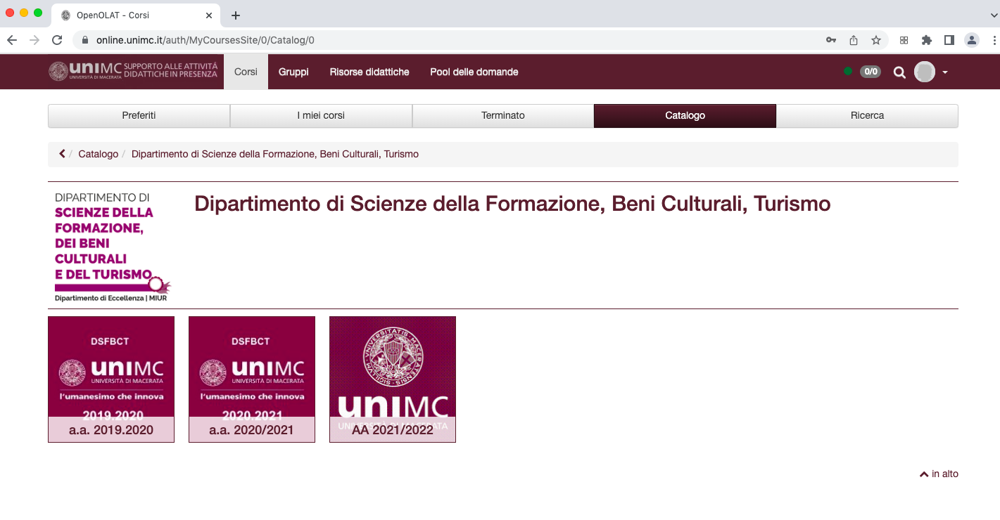 OpenOLAT - Corsi
online.unimc.it/auth/MyCoursesSite/0/Catalog/0
unIMC UNIVERSITÀ DI MACERATA
SUPPORTO ALLE ATTIVITÁ
DIDATTICHE IN PRESENZA
Corsi
Gruppi
Risorse didattiche
Pool delle domande
0/0
Preferiti
I miei corsi
Terminato
Catalogo
Ricerca
/ Catalogo / Dipartimento di Scienze della Formazione, Beni Culturali, Turismo
DIPARTIMENTO DI
SCIENZE DELLA
FORMAZIONE,
DEI BENI
CULTURALI
E DEL TURISMO
Dipartimento di Eccellenza | MIUR
Dipartimento di Scienze della Formazione, Beni Culturali, Turismo
DSFBCT
unIMC
UNIVERSITÀ DI MACERATA
l'umanesimo che innova
2019.2020
a.a. 2019.2020
DSFBCT
unIMC
UNIVERSITÀ DI MACERATA
l'umanesimo che innova
2020.2021
a.a. 2020/2021
unIMC
UNIVERSITÀ DI MACERATA
AA 2021/2022
in alto